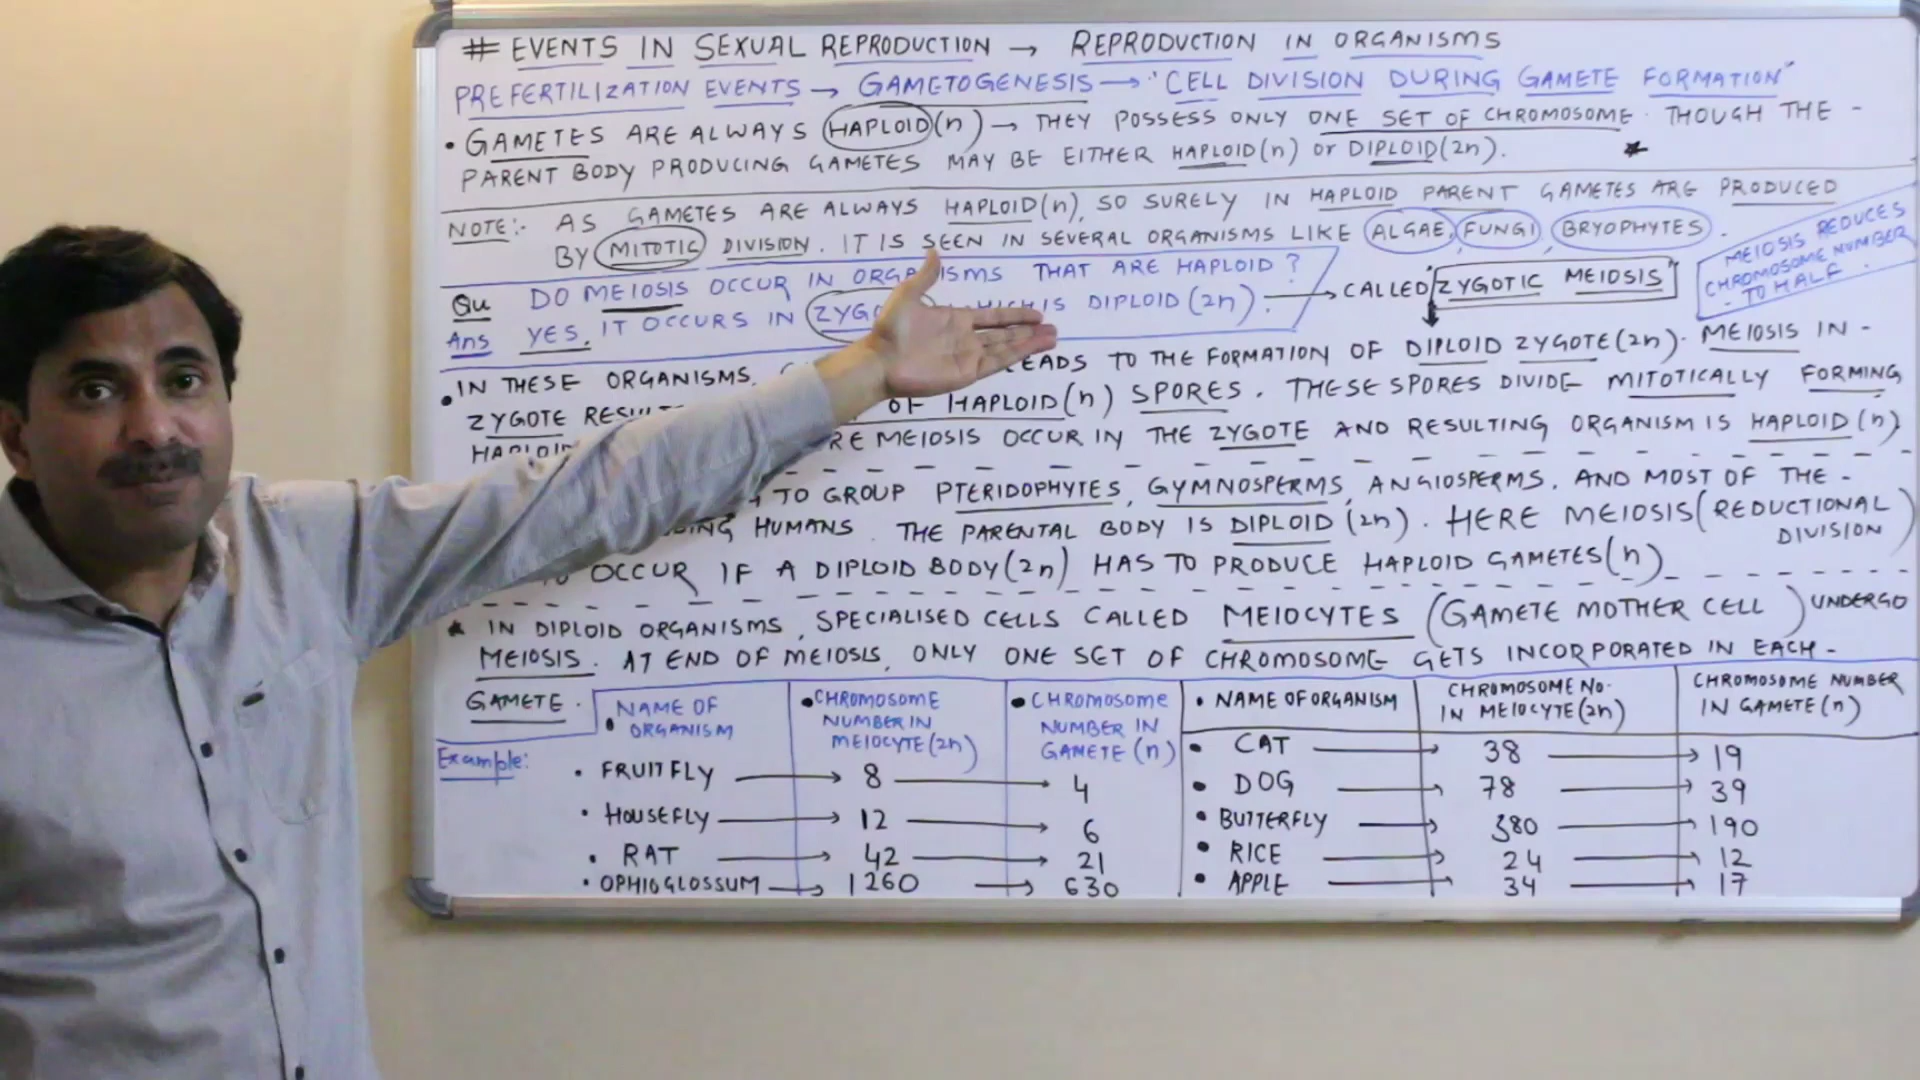 # EVENTS IN SEXUAL REPRODUCTION → REPRODUCTION IN ORGANISMS
PREFERTILIZATION EVENTS → GAMETOGENESIS → "CELL DIVISION DURING GAMETE FORMATION"
• GAMETES ARE ALWAYS HAPLOID (n) → THEY POSSESS ONLY ONE SET OF CHROMOSOME. THOUGH THE -
PARENT BODY PRODUCING GAMETES MAY BE EITHER HAPLOID(n) or DIPLOID(2n).
NOTE:- AS GAMETES ARE ALWAYS HAPLOID(n), SO SURELY IN HAPLOID PARENT GAMETES ARE PRODUCED
BY MITOTIC DIVISION. IT IS SEEN IN SEVERAL ORGANISMS LIKE ALGAE, FUNGI, BRYOPHYTES.
Qu DO MEIOSIS OCCUR IN ORGANISMS THAT ARE HAPLOID?
Ans YES, IT OCCURS IN IS DIPLOID (2n). → CALLED "ZYGOTIC MEIOSIS"
MEIOSIS REDUCES
CHROMOSOME NUMBER
- TO HALF.
• IN THESE ORGANISMS, LEADS TO THE FORMATION OF DIPLOID ZYGOTE(2n). MEIOSIS IN -
ZYGOTE OF HAPLOID(n) SPORES. THESE SPORES DIVIDE MITOTICALLY FORMING
MEIOSIS OCCUR IN THE ZYGOTE AND RESULTING ORGANISM IS HAPLOID (n)
TO GROUP PTERIDOPHYTES, GYMNOSPERMS, ANGIOSPERMS, AND MOST OF THE -
HUMANS. THE PARENTAL BODY IS DIPLOID (2n). HERE MEIOSIS (REDUCTIONAL DIVISION)
OCCUR IF A DIPLOID BODY(2n) HAS TO PRODUCE HAPLOID GAMETES(n)
★ IN DIPLOID ORGANISMS, SPECIALISED CELLS CALLED MEIOCYTES (GAMETE MOTHER CELL) UNDERGO
MEIOSIS. AT END OF MEIOSIS, ONLY ONE SET OF CHROMOSOME GETS INCORPORATED IN EACH -
GAMETE.
• NAME OF ORGANISM • CHROMOSOME NUMBER IN MEIOCYTE(2n) • CHROMOSOME NUMBER IN GAMETE (n)
Example:
• FRUITFLY → 8 → 4
• HOUSEFLY → 12 → 6
• RAT → 42 → 21
• OPHIOGLOSSUM → 1260 → 630
• NAME OF ORGANISM CHROMOSOME NO. IN MEIOCYTE(2n) CHROMOSOME NUMBER IN GAMETE(n)
• CAT → 38 → 19
• DOG → 78 → 39
• BUTTERFLY → 380 → 190
• RICE → 24 → 12
• APPLE → 34 → 17